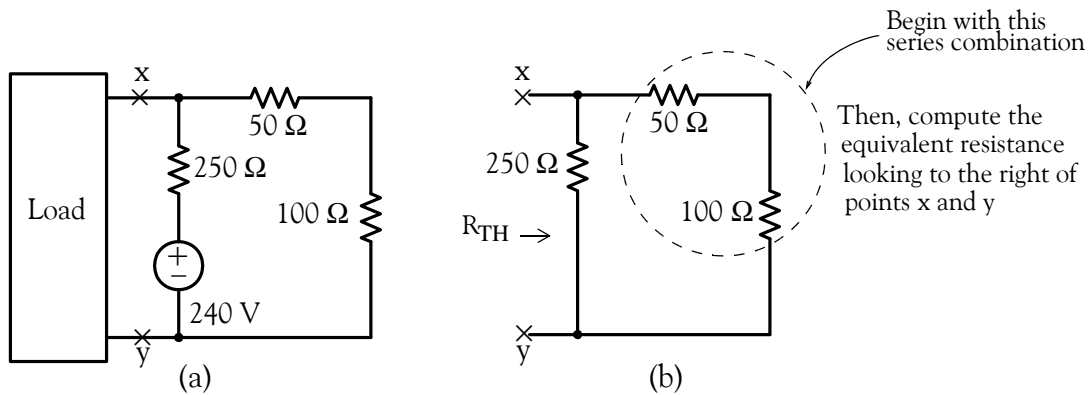 Begin with this
series combination
x
50 Ω
250 Ω
Load
100 Ω
+
−
240 V
y
(a)
x
50 Ω
250 Ω
100 Ω
RTH →
y
(b)
Then, compute the
equivalent resistance
looking to the right of
points x and y